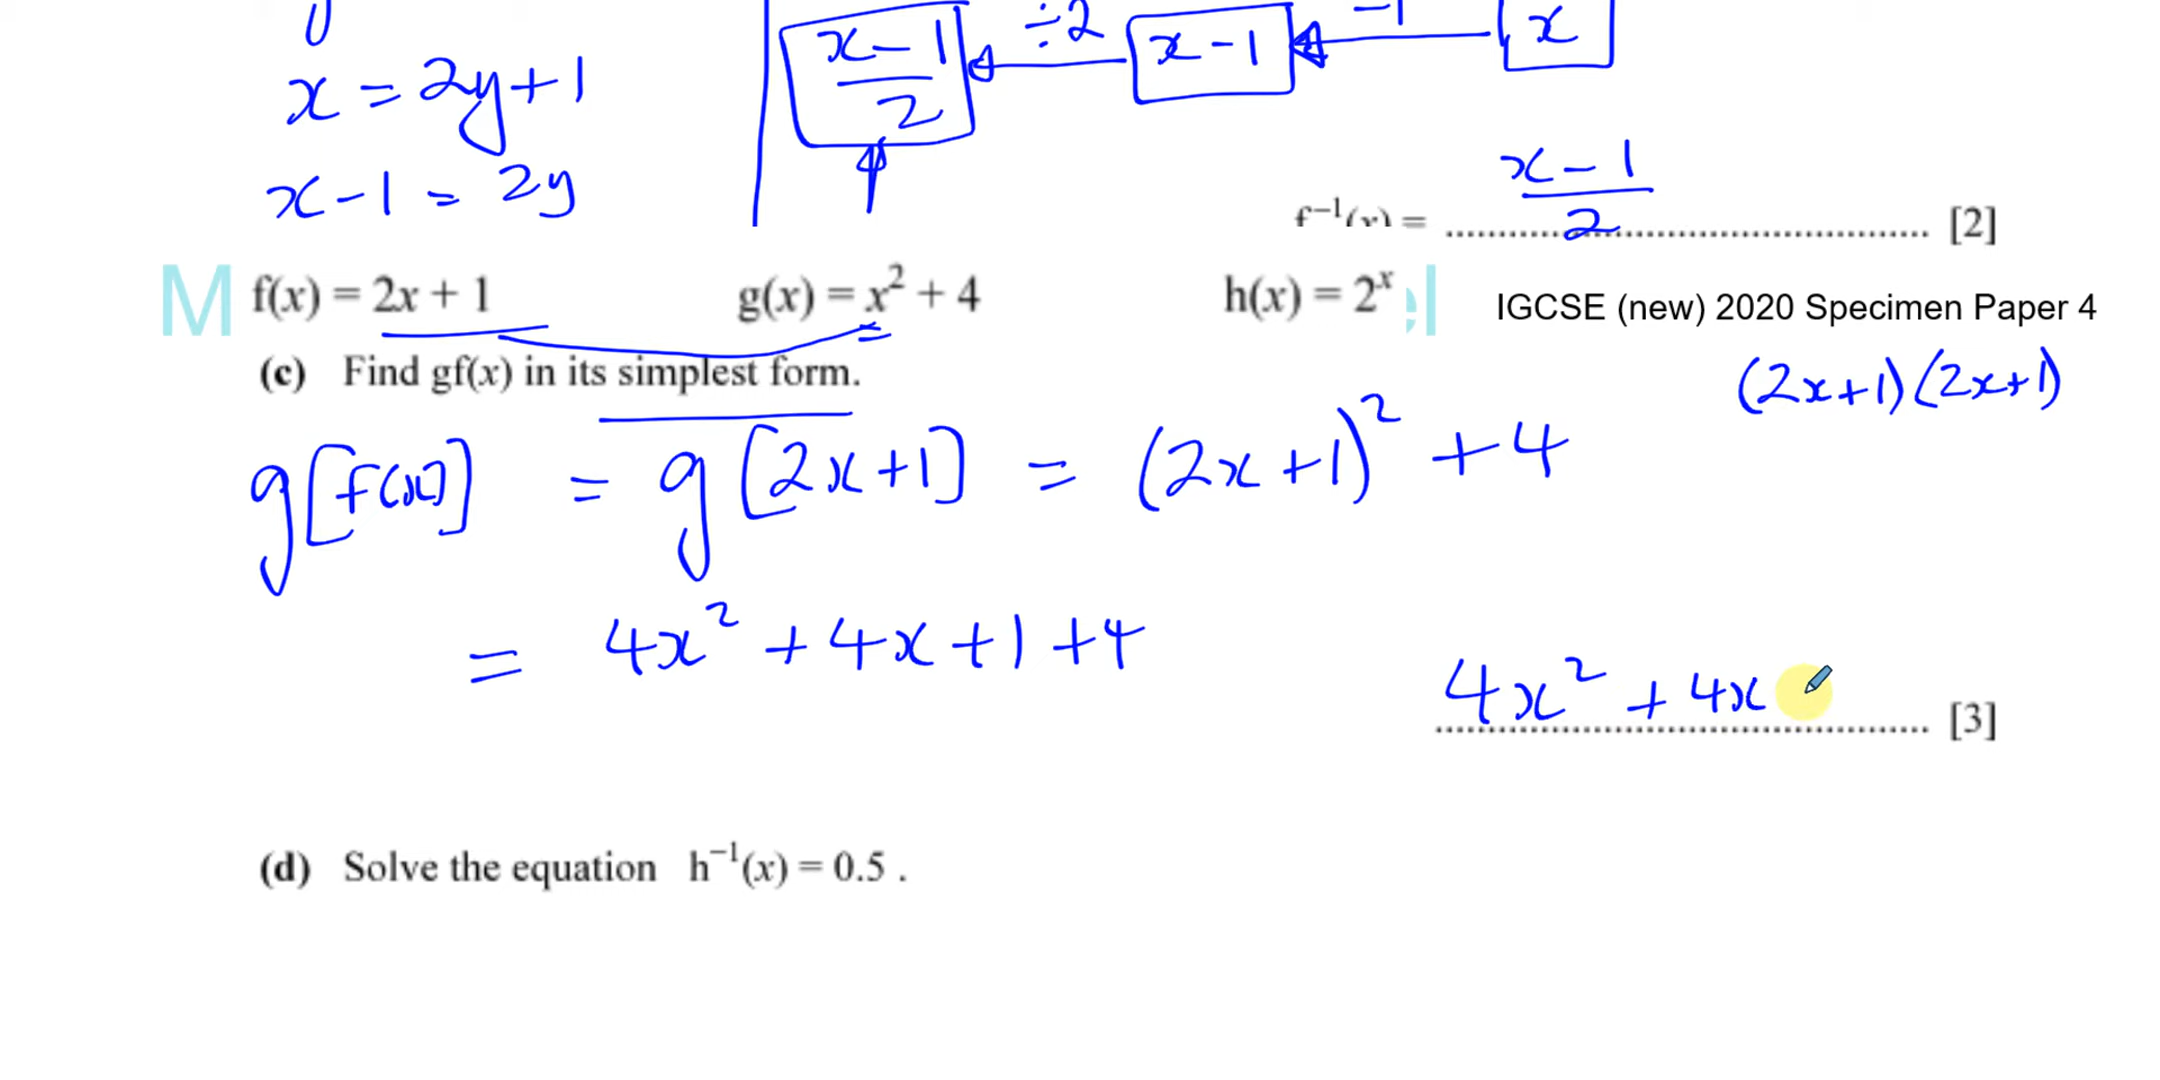 x = 2y+1
x-1/2 ÷2 x-1 -1 x
x-1 = 2y
f⁻¹(x) = x-1/2 [2]
M f(x) = 2x + 1 g(x) = x² + 4 h(x) = 2ˣ
IGCSE (new) 2020 Specimen Paper 4
(c) Find gf(x) in its simplest form.
(2x+1)(2x+1)
g[f(x)] = g[2x+1] = (2x+1)² +4
= 4x² +4x+1+4
4x² + 4x [3]
(d) Solve the equation h⁻¹(x) = 0.5 .